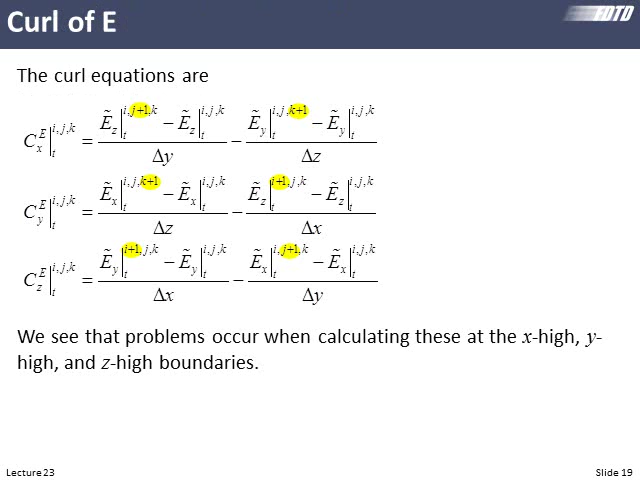 Curl of E
FDTD
The curl equations are
C_x^E|_t^{i,j,k} = (Ẽ_z|_t^{i,j+1,k} − Ẽ_z|_t^{i,j,k})/Δy − (Ẽ_y|_t^{i,j,k+1} − Ẽ_y|_t^{i,j,k})/Δz
C_y^E|_t^{i,j,k} = (Ẽ_x|_t^{i,j,k+1} − Ẽ_x|_t^{i,j,k})/Δz − (Ẽ_z|_t^{i+1,j,k} − Ẽ_z|_t^{i,j,k})/Δx
C_z^E|_t^{i,j,k} = (Ẽ_y|_t^{i+1,j,k} − Ẽ_y|_t^{i,j,k})/Δx − (Ẽ_x|_t^{i,j+1,k} − Ẽ_x|_t^{i,j,k})/Δy
We see that problems occur when calculating these at the x-high, y-
high, and z-high boundaries.
Lecture 23
Slide 19